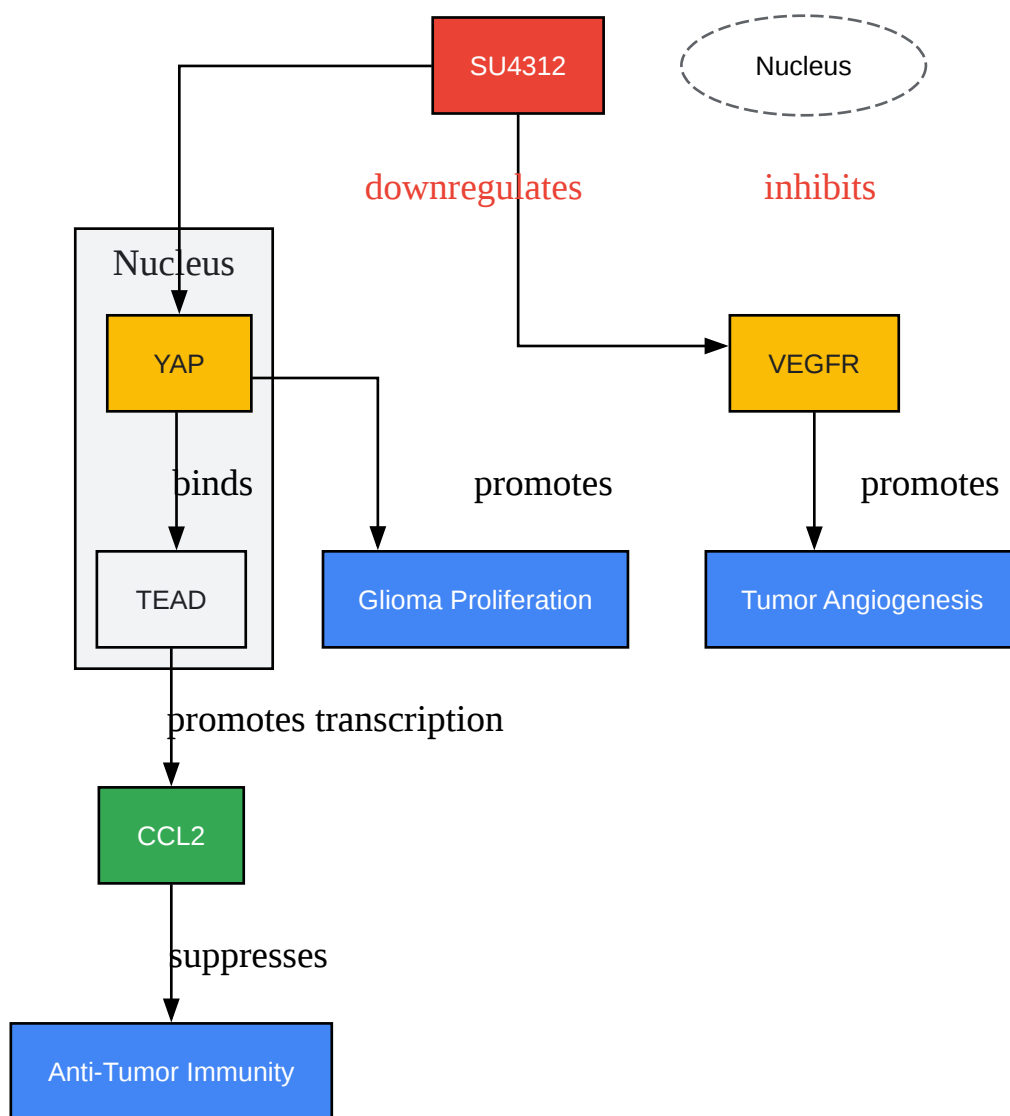 SU4312
Nucleus
downregulates
inhibits
Nucleus
YAP
VEGFR
binds
promotes
promotes
TEAD
Glioma Proliferation
Tumor Angiogenesis
promotes transcription
CCL2
suppresses
Anti-Tumor Immunity